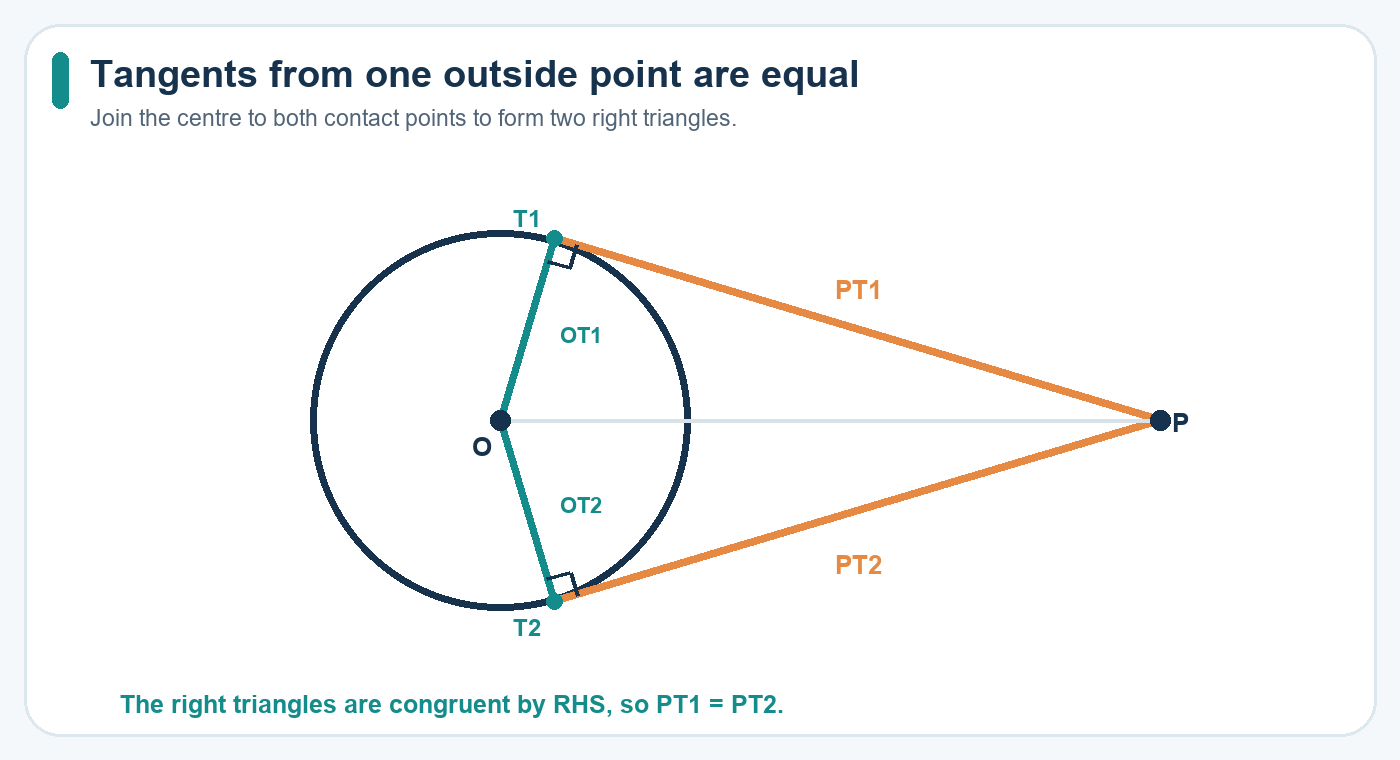 Tangents from one outside point are equal
Join the centre to both contact points to form two right triangles.
T1
PT1
OT1
P
O
OT2
PT2
T2
The right triangles are congruent by RHS, so PT1 = PT2.